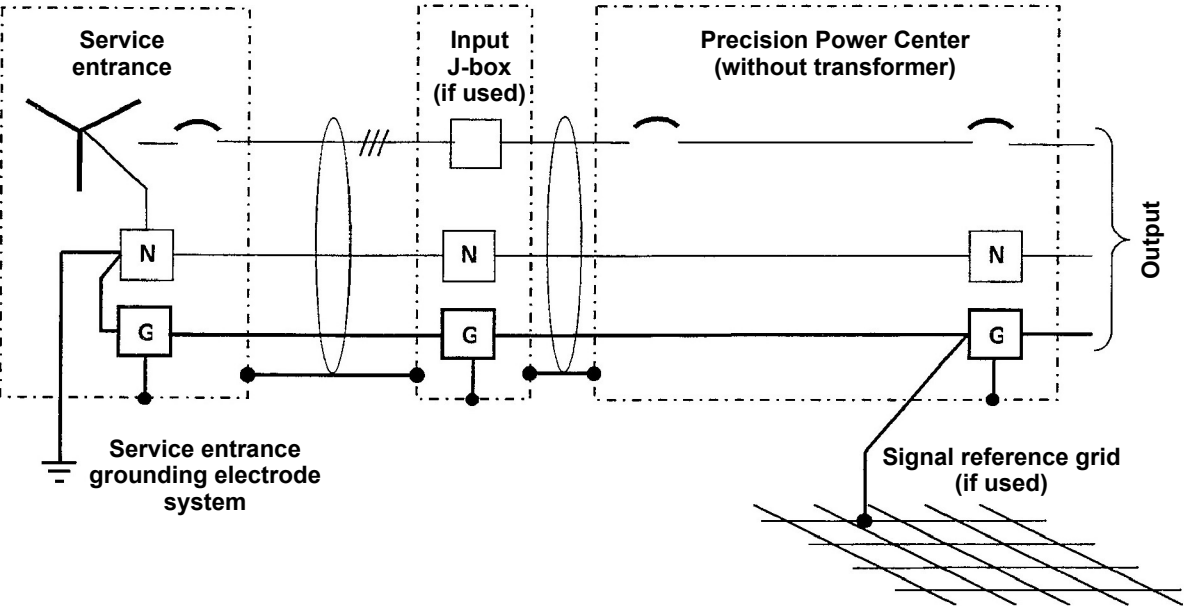 Service
entrance
Input
J-box
(if used)
Precision Power Center
(without transformer)
N
N
N
G
G
G
Output
Service entrance
grounding electrode
system
Signal reference grid
(if used)